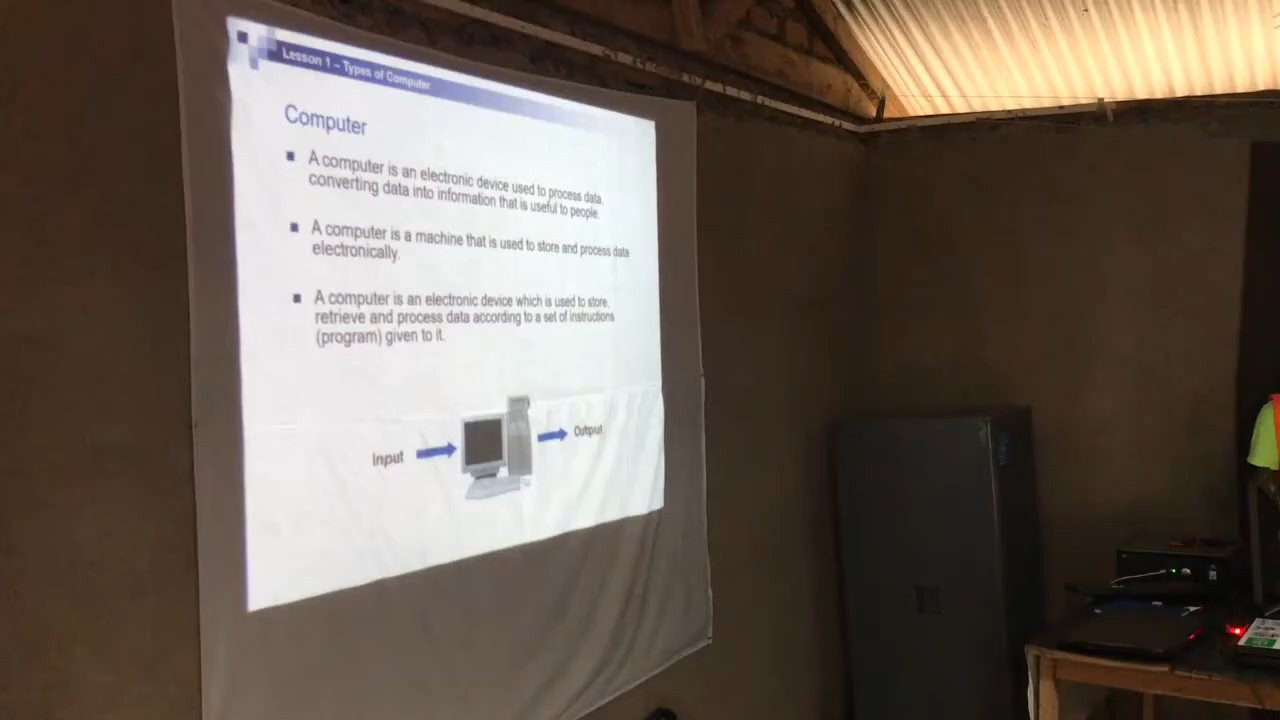 Lesson 1 – Types of Computer
Computer
A computer is an electronic device used to process data,
converting data into information that is useful to people.
A computer is a machine that is used to store and process data
electronically.
A computer is an electronic device which is used to store,
retrieve and process data according to a set of instructions
(program) given to it.
Input
Output